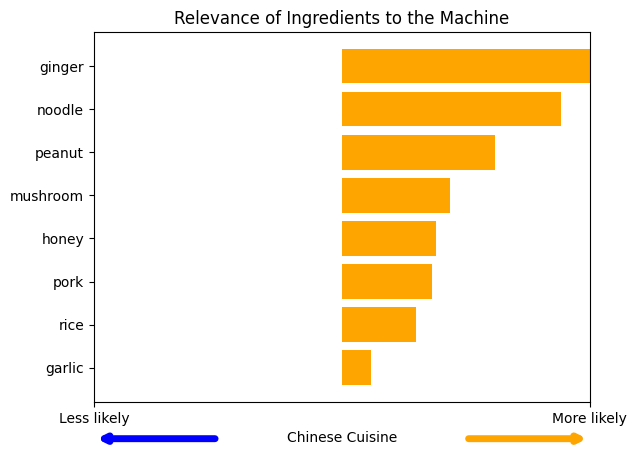 Relevance of Ingredients to the Machine
ginger
noodle
peanut
mushroom
honey
pork
rice
garlic
Less likely
More likely
Chinese Cuisine